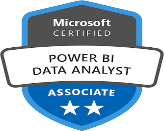 Microsoft
CERTIFIED
POWER BI
DATA ANALYST
ASSOCIATE